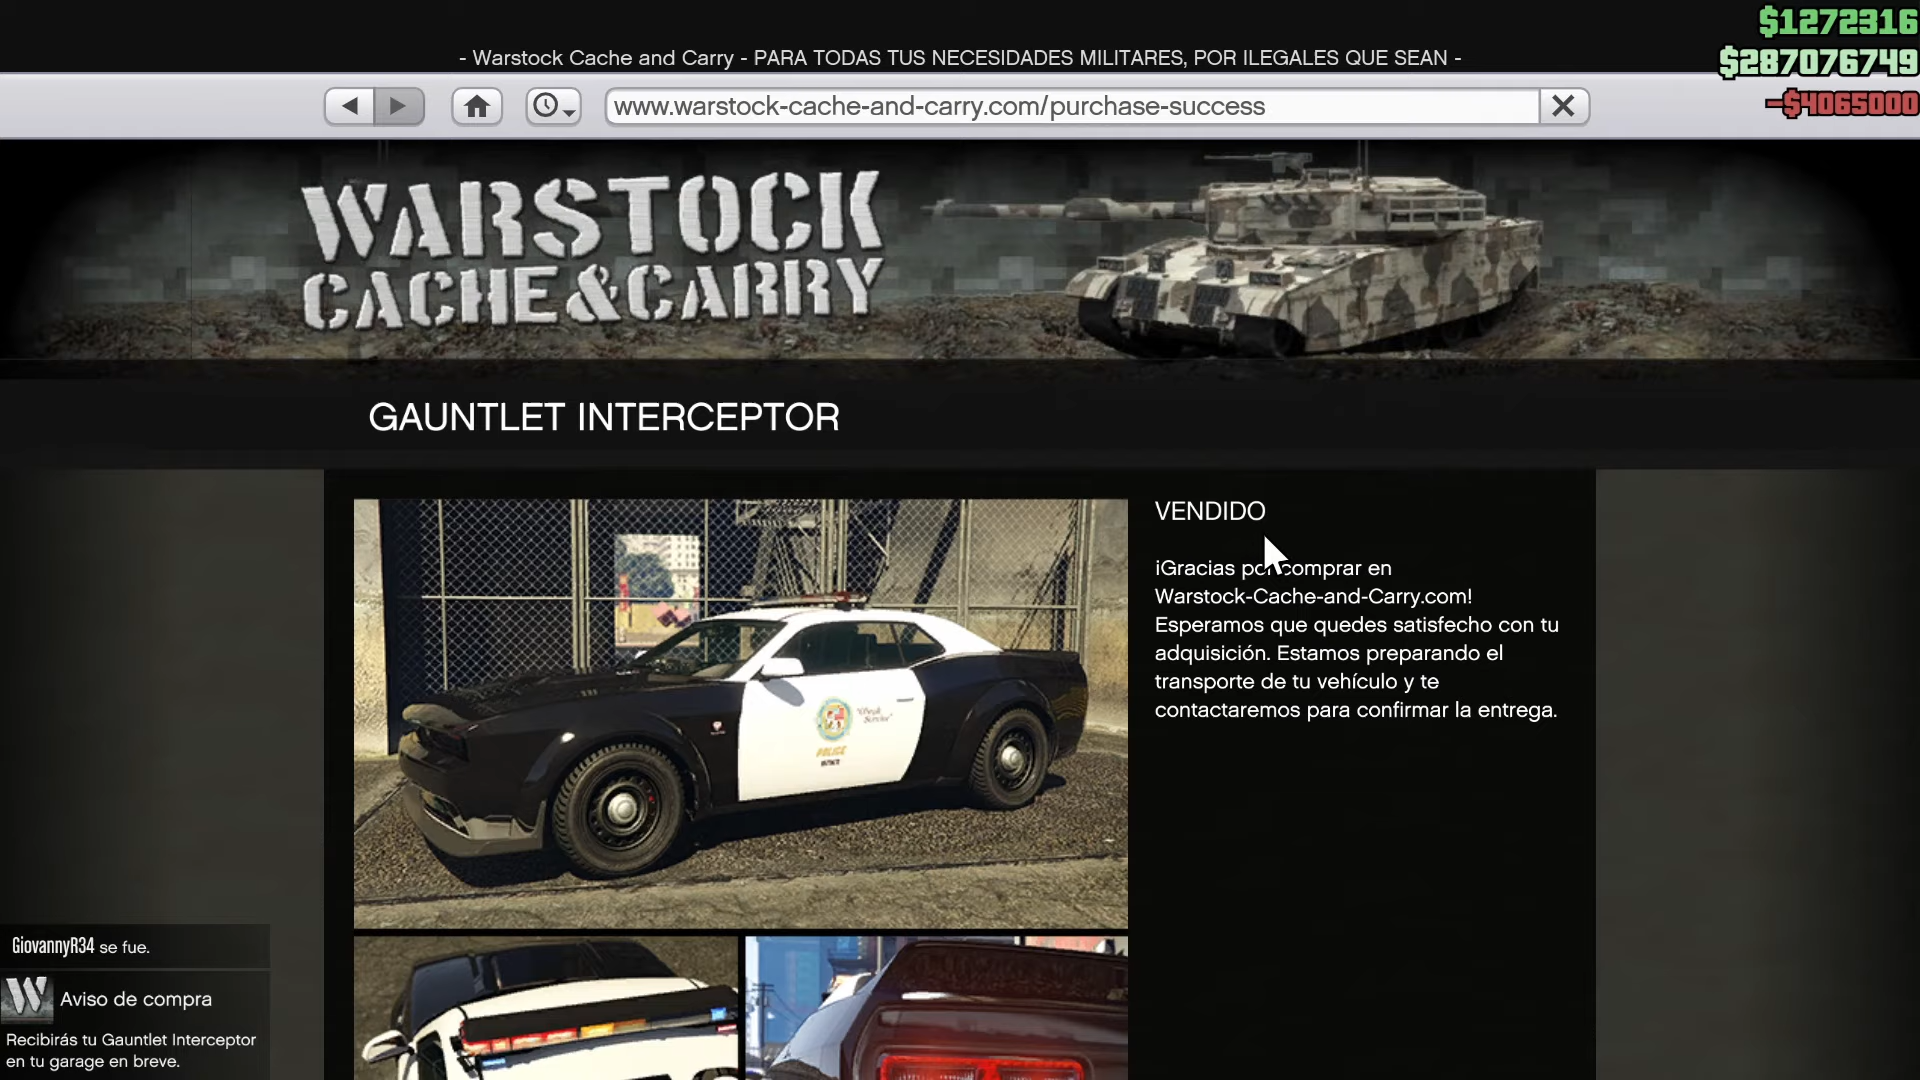 $1272316
- Warstock Cache and Carry - PARA TODAS TUS NECESIDADES MILITARES, POR ILEGALES QUE SEAN -
$287076749
www.warstock-cache-and-carry.com/purchase-success
-$4065000
WARSTOCK
CACHE&CARRY
GAUNTLET INTERCEPTOR
VENDIDO
¡Gracias por comprar en
Warstock-Cache-and-Carry.com!
Esperamos que quedes satisfecho con tu
adquisición. Estamos preparando el
transporte de tu vehículo y te
contactaremos para confirmar la entrega.
"Obey &
Survive"
POLICE
GiovannyR34 se fue.
W
Aviso de compra
Recibirás tu Gauntlet Interceptor
en tu garage en breve.